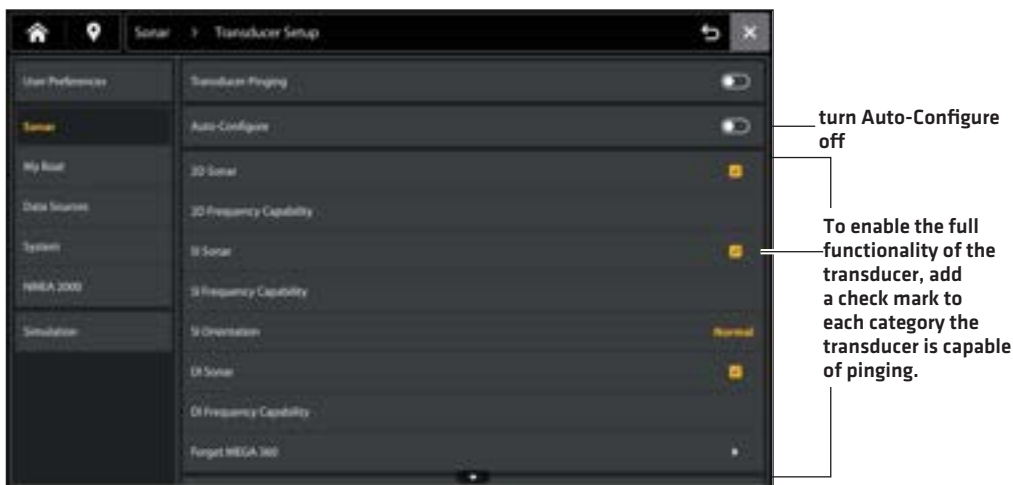 Sonar > Transducer Setup
User Preferences
Sonar
My Boat
Data Sources
System
NMEA 2000
Simulation
Transducer Pinging
Auto-Configure
2D Sonar
2D Frequency Capability
SI Sonar
SI Frequency Capability
SI Orientation Normal
DI Sonar
DI Frequency Capability
Forget MEGA 360
turn Auto-Configure
off
To enable the full
functionality of the
transducer, add
a check mark to
each category the
transducer is capable
of pinging.